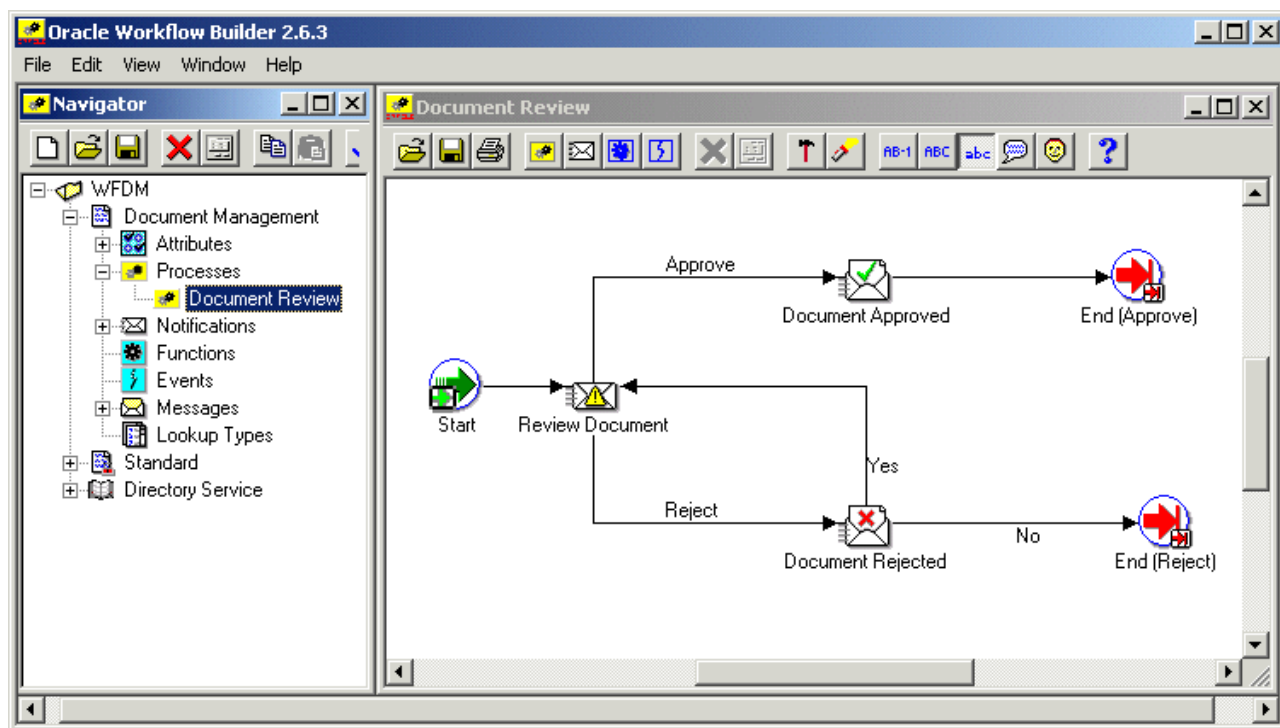 Oracle Workflow Builder 2.6.3
File Edit View Window Help
Navigator
WFDM
Document Management
Attributes
Processes
Document Review
Notifications
Functions
Events
Messages
Lookup Types
Standard
Directory Service
Document Review
AB-1 ABC abc
Approve
Document Approved
End (Approve)
Start
Review Document
Yes
Reject
No
Document Rejected
End (Reject)